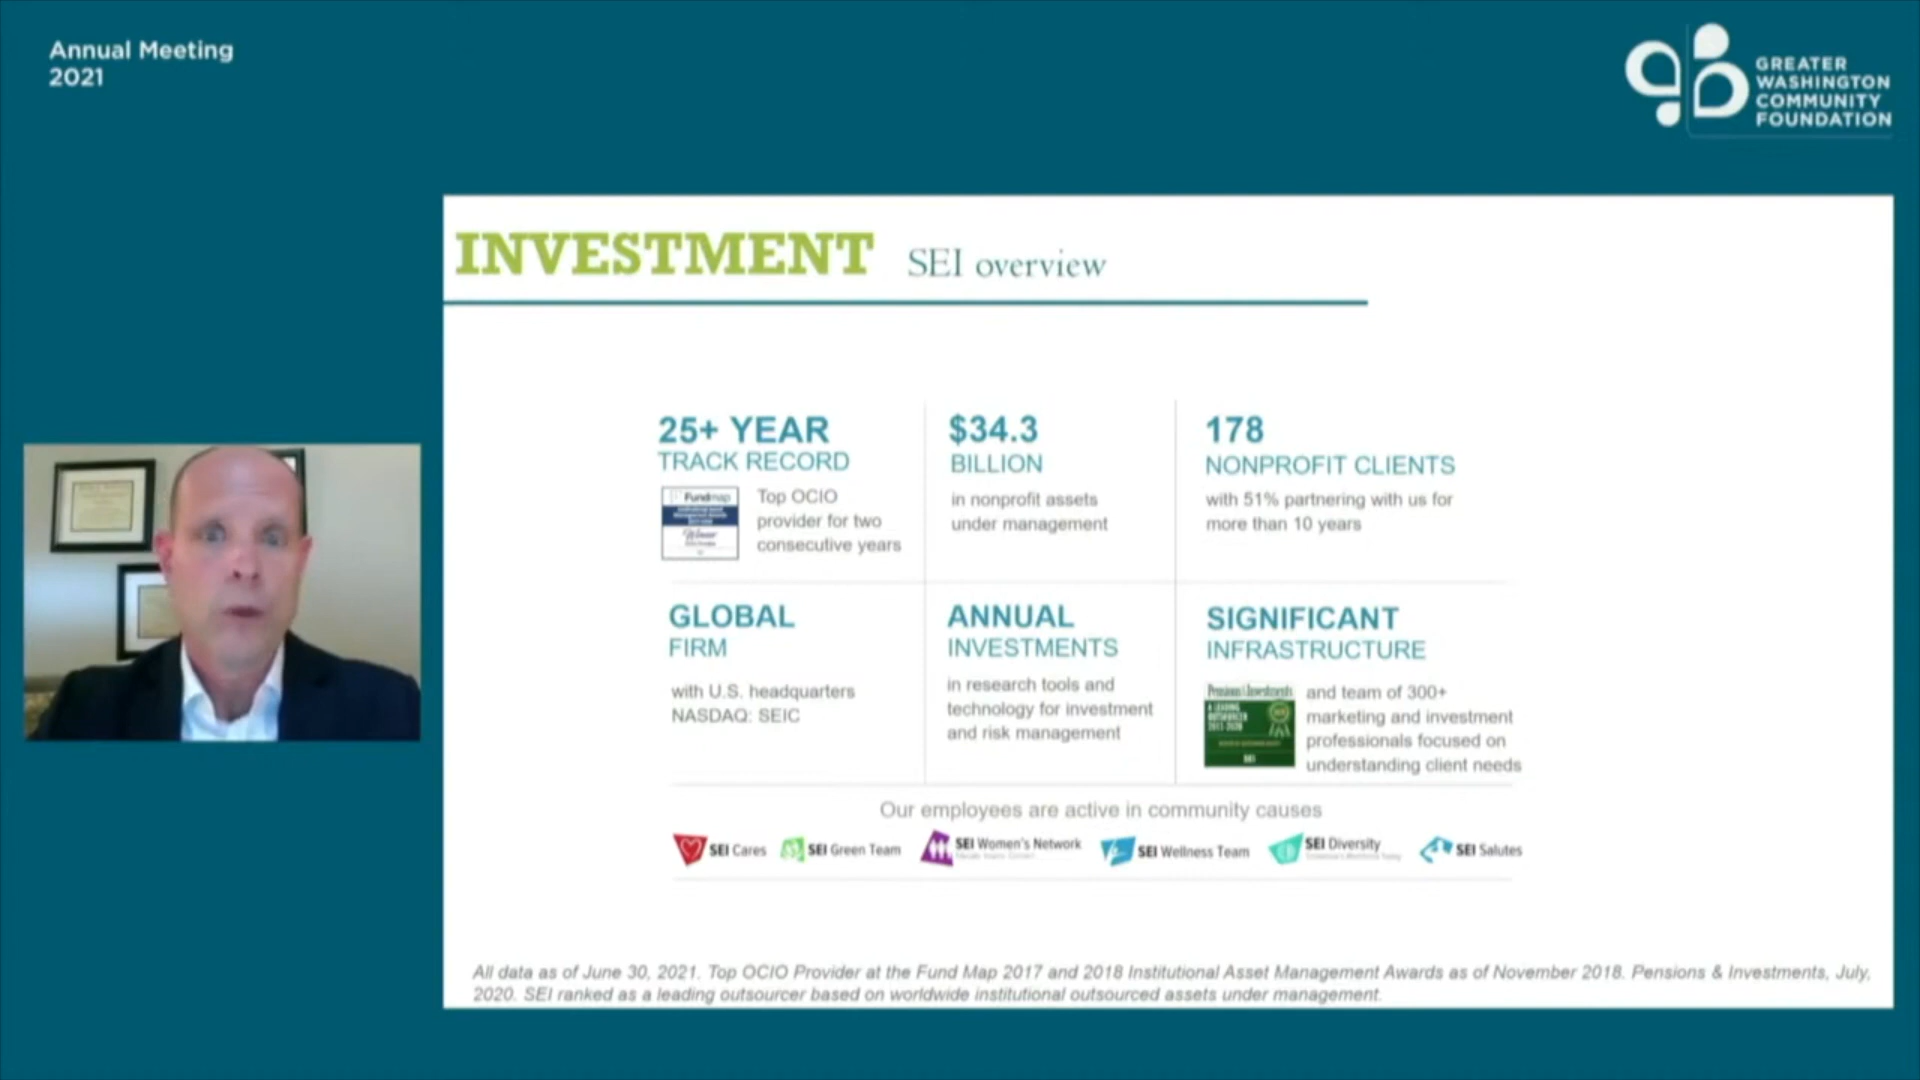 Annual Meeting
2021
GREATER
WASHINGTON
COMMUNITY
FOUNDATION
INVESTMENT SEI overview
25+ YEAR
TRACK RECORD
Fundmap
Winner
Top OCIO
provider for two
consecutive years
$34.3
BILLION
in nonprofit assets
under management
178
NONPROFIT CLIENTS
with 51% partnering with us for
more than 10 years
GLOBAL
FIRM
with U.S. headquarters
NASDAQ: SEIC
ANNUAL
INVESTMENTS
in research tools and
technology for investment
and risk management
SIGNIFICANT
INFRASTRUCTURE
Pensions&Investments
A LEADING
OUTSOURCER
SEI
and team of 300+
marketing and investment
professionals focused on
understanding client needs
Our employees are active in community causes
SEI Cares
SEI Green Team
SEI Women's Network
SEI Wellness Team
SEI Diversity
SEI Salutes
All data as of June 30, 2021. Top OCIO Provider at the Fund Map 2017 and 2018 Institutional Asset Management Awards as of November 2018. Pensions & Investments, July,
2020. SEI ranked as a leading outsourcer based on worldwide institutional outsourced assets under management.